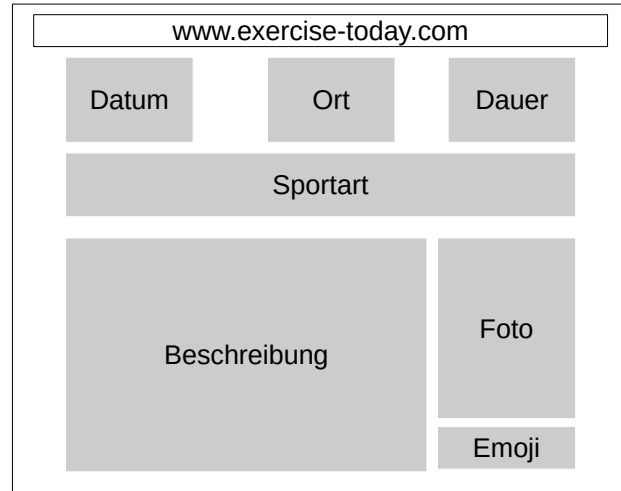 www.exercise-today.com
Datum Ort Dauer
Sportart
Beschreibung
Foto
Emoji